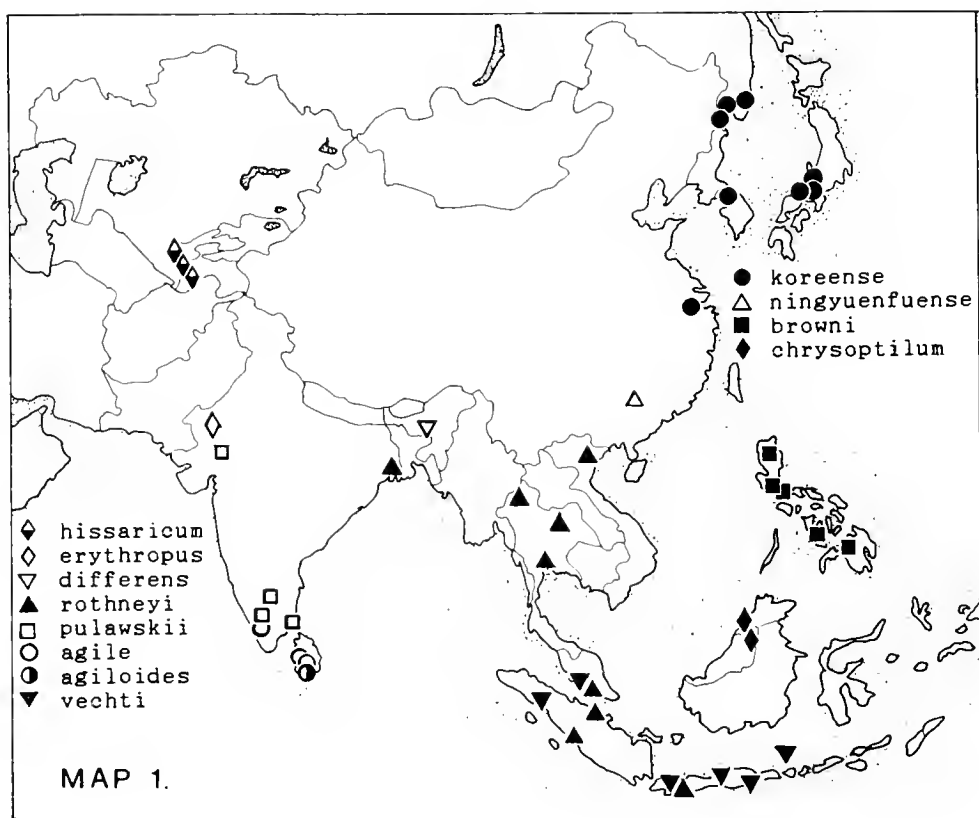 koreense
ningyuenfuense
browni
chrysoptilum
hissaricum
erythropus
differens
rothneyi
pulawskii
agile
agiloides
vechti
MAP 1.